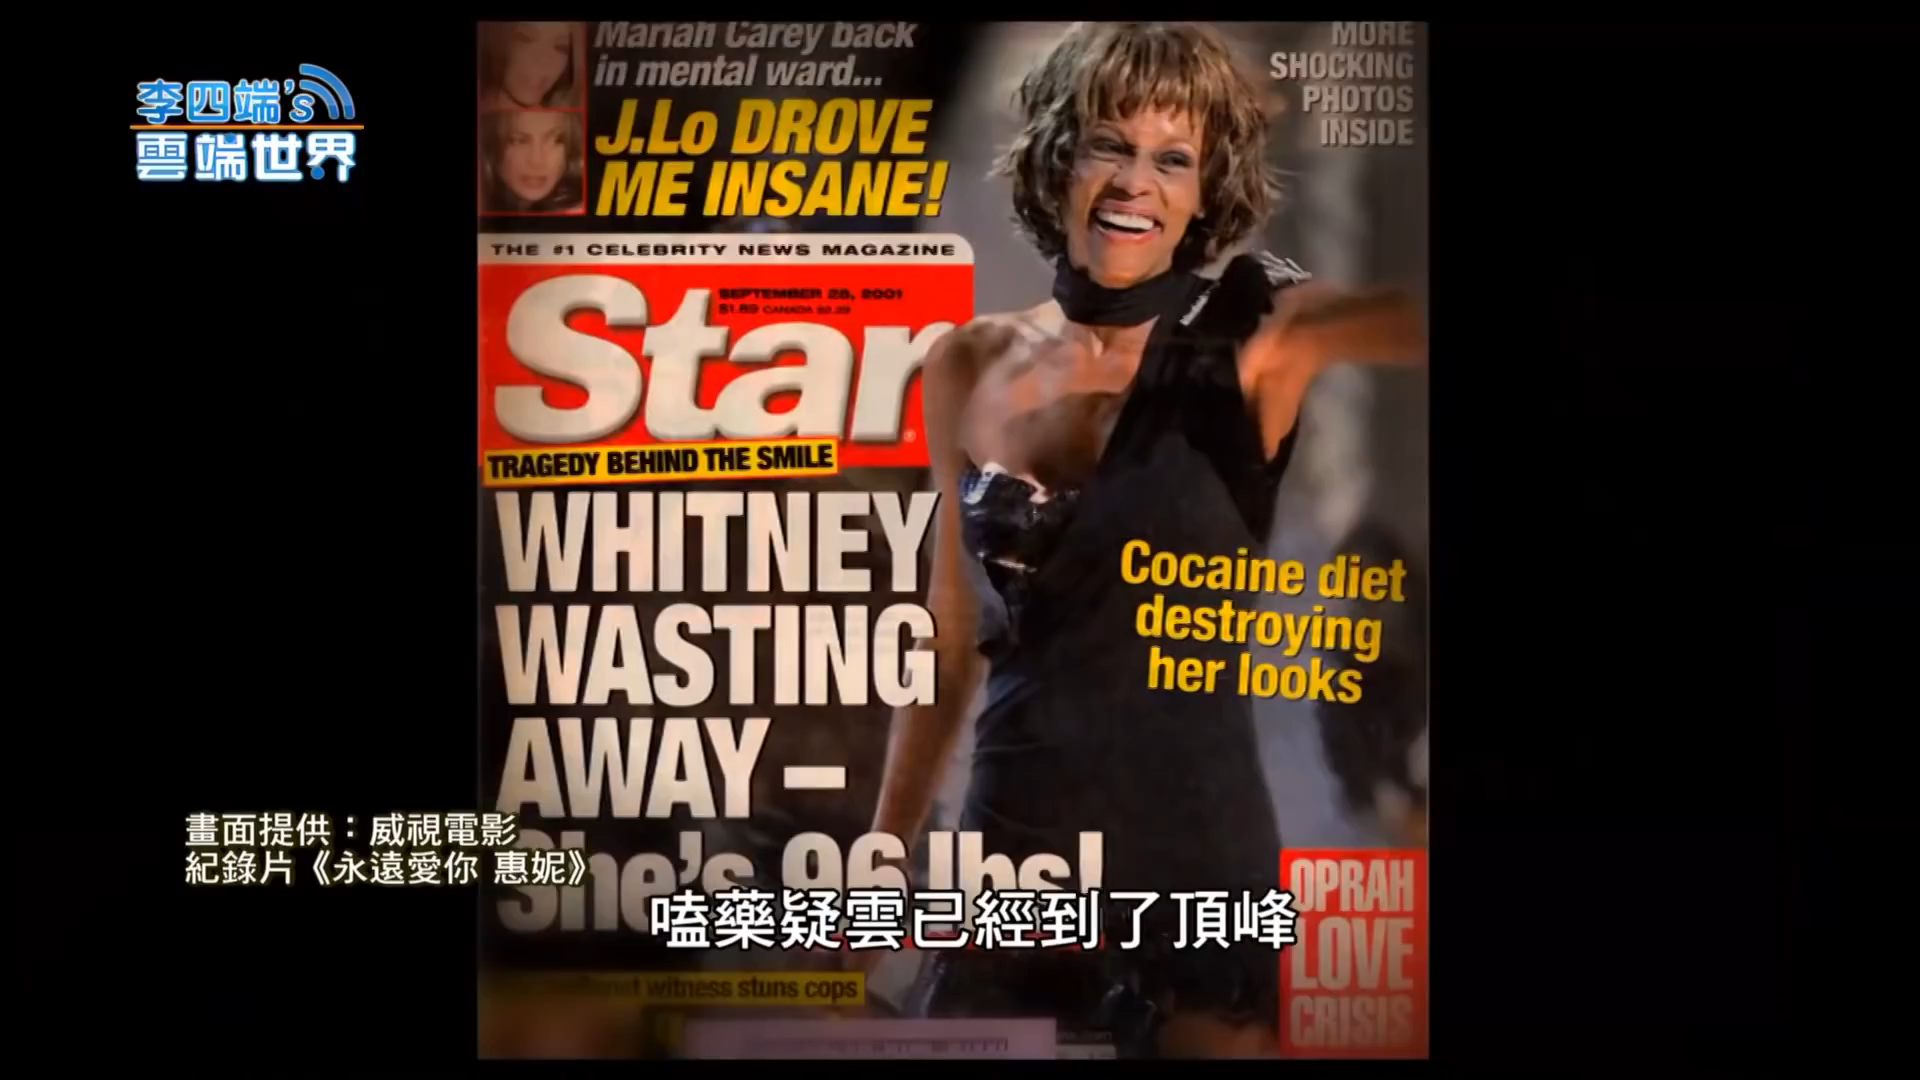 李四端's
雲端世界
Mariah Carey back
in mental ward...
J.Lo DROVE
ME INSANE!
MORE
SHOCKING
PHOTOS
INSIDE
THE #1 CELEBRITY NEWS MAGAZINE
Star
SEPTEMBER 25, 2001
TRAGEDY BEHIND THE SMILE
WHITNEY
WASTING
AWAY –
She's 96 lbs!
Cocaine diet
destroying
her looks
畫面提供：威視電影
紀錄片《永遠愛你 惠妮》
嗑藥疑雲已經到了頂峰
OPRAH
LOVE
CRISIS
witness stuns cops